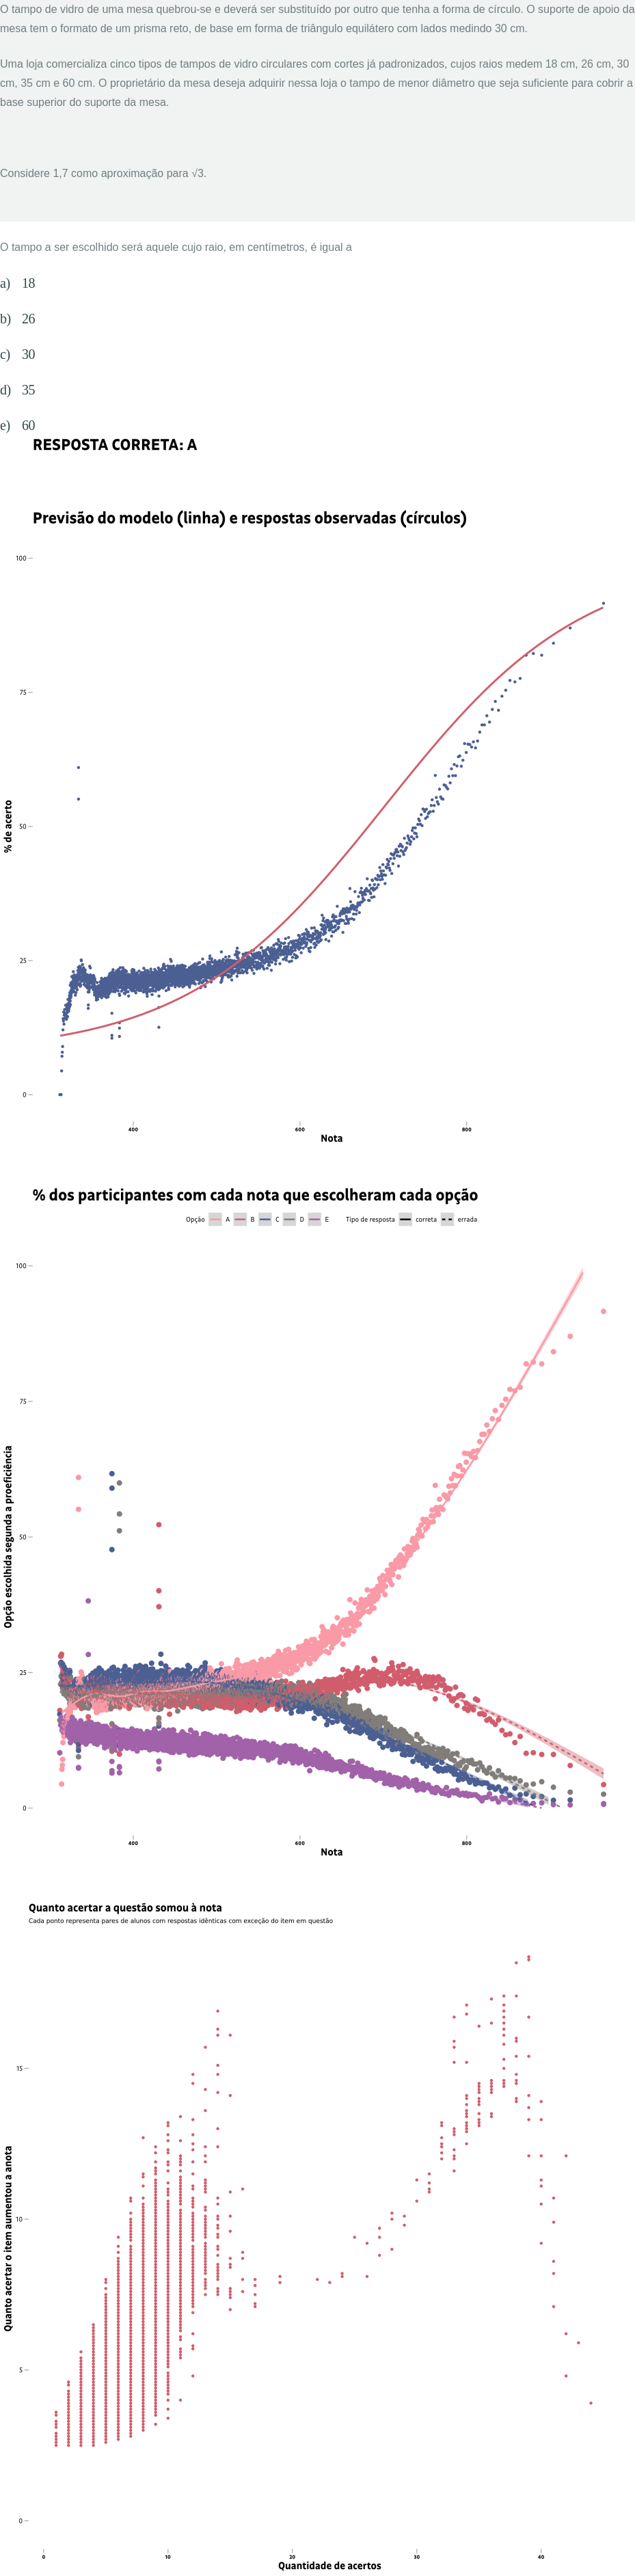 O tampo de vidro de uma mesa quebrou-se e deverá ser substituído por outro que tenha a forma de círculo. O suporte de apoio da
mesa tem o formato de um prisma reto, de base em forma de triângulo equilátero com lados medindo 30 cm.
Uma loja comercializa cinco tipos de tampos de vidro circulares com cortes já padronizados, cujos raios medem 18 cm, 26 cm, 30
cm, 35 cm e 60 cm. O proprietário da mesa deseja adquirir nessa loja o tampo de menor diâmetro que seja suficiente para cobrir a
base superior do suporte da mesa.
Considere 1,7 como aproximação para √3.
O tampo a ser escolhido será aquele cujo raio, em centímetros, é igual a
a) 18
b) 26
c) 30
d) 35
e) 60
RESPOSTA CORRETA: A
Previsão do modelo (linha) e respostas observadas (círculos)
100
75
50
25
0
% de acerto
400 600 800
Nota
% dos participantes com cada nota que escolheram cada opção
Opção A B C D E Tipo de resposta correta errada
100
75
50
25
0
Opção escolhida segunda a proeficiência
400 600 800
Nota
Quanto acertar a questão somou à nota
Cada ponto representa pares de alunos com respostas idênticas com exceção do item em questão
15
10
5
0
Quanto acertar o item aumentou a anota
0 10 20 30 40
Quantidade de acertos